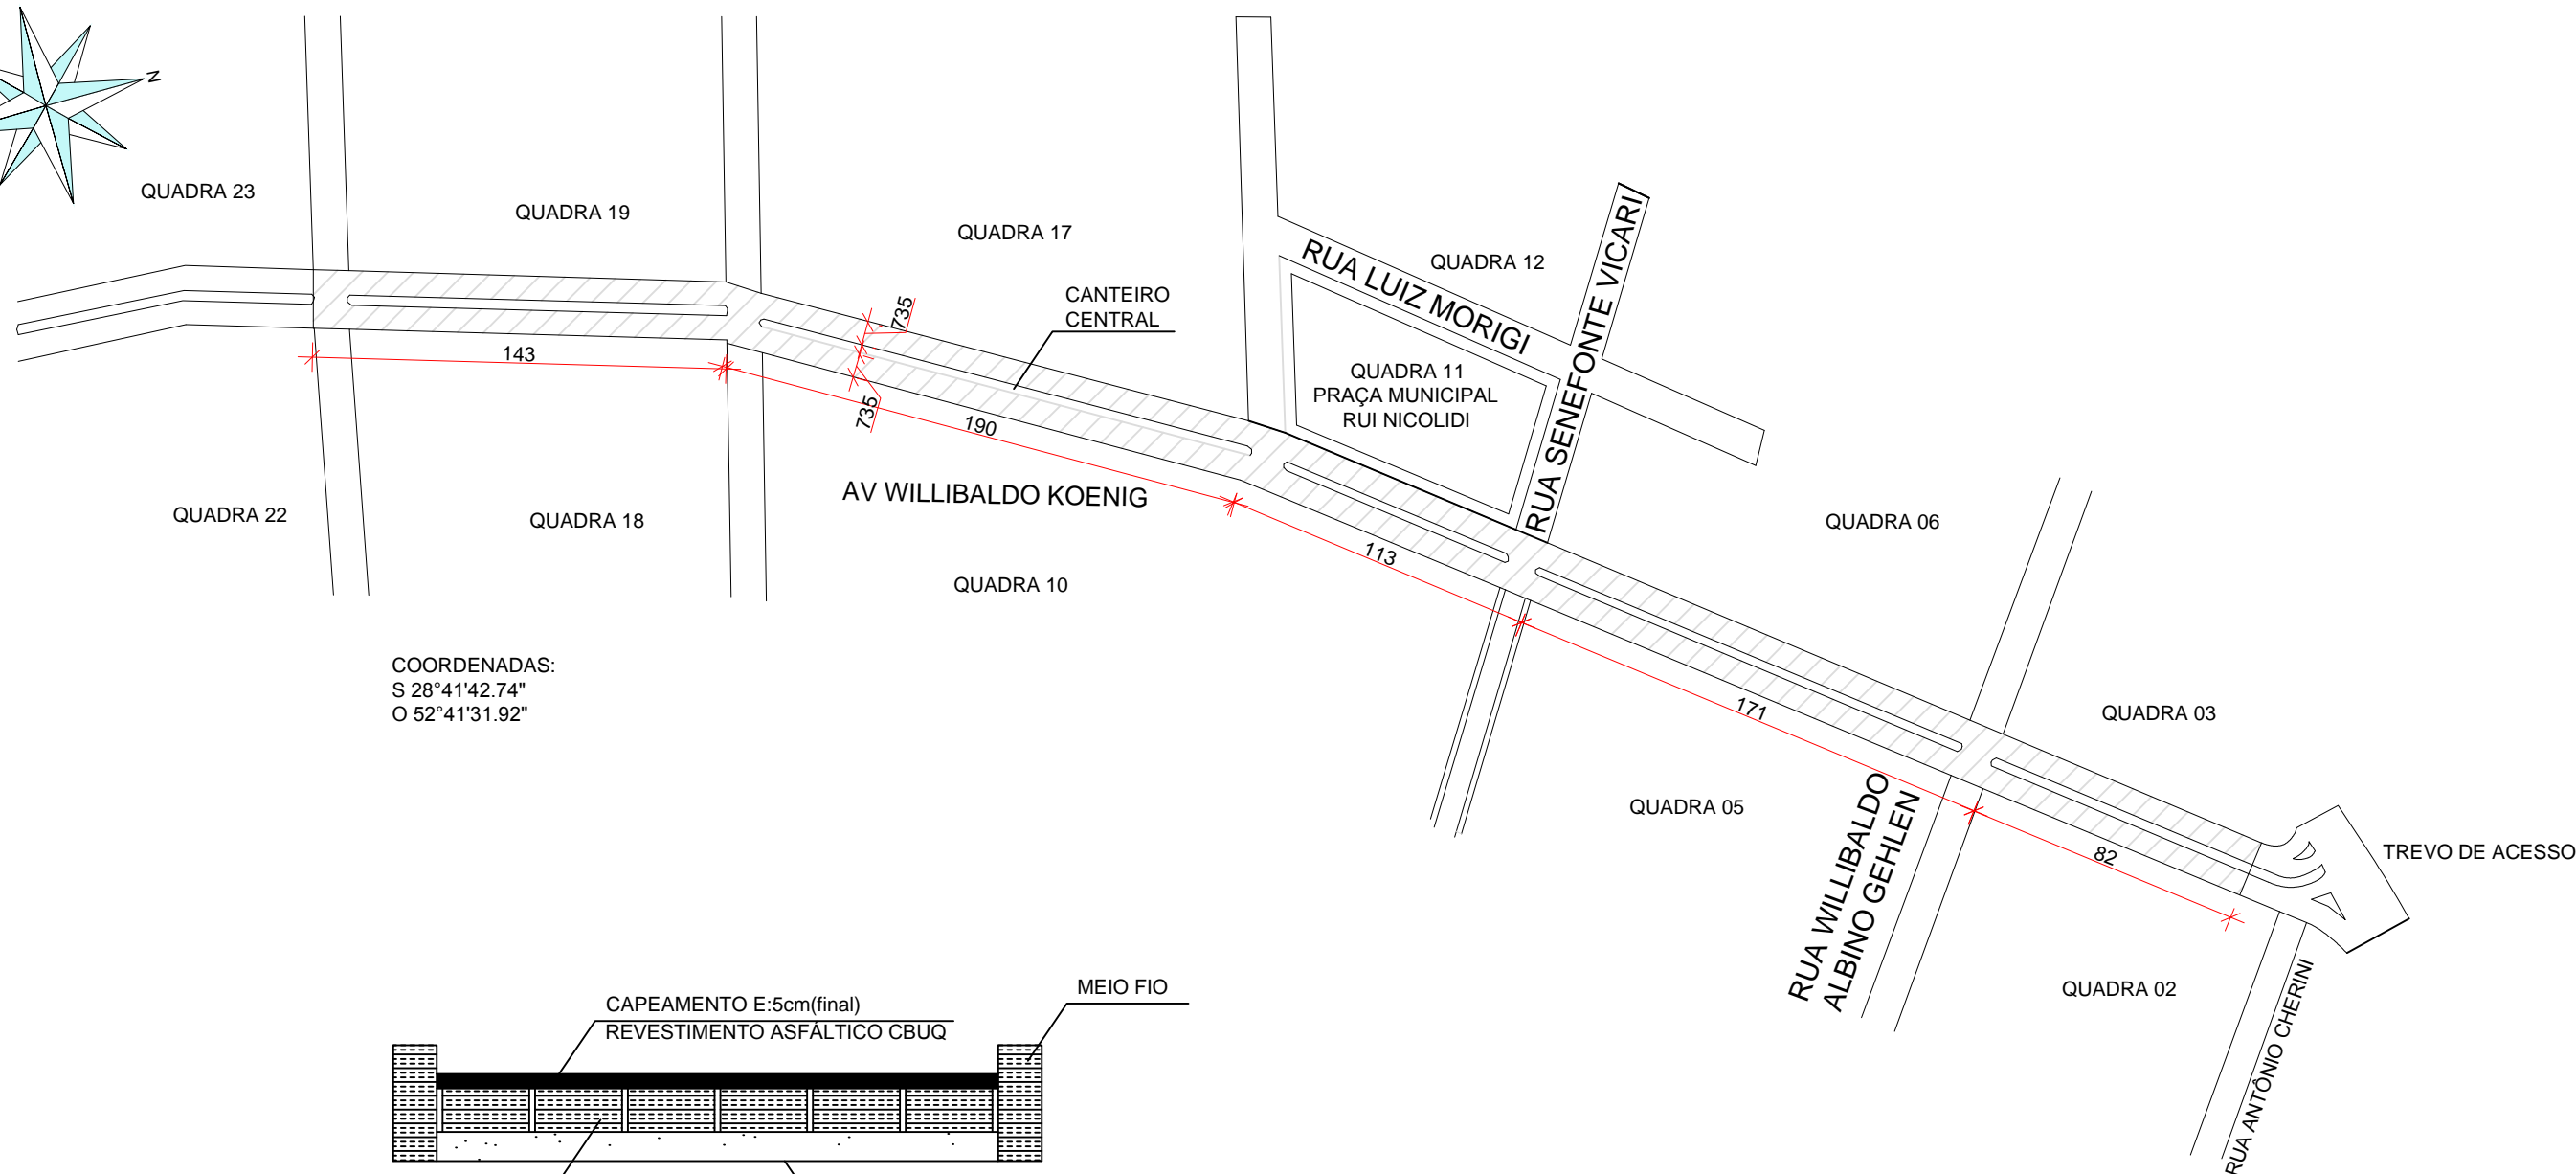 N
QUADRA 23
QUADRA 19
QUADRA 17
QUADRA 12
RUA LUIZ MORIGI
RUA SENEFONTE VICARI
CANTEIRO
CENTRAL
735
735
143
190
QUADRA 11
PRAÇA MUNICIPAL
RUI NICOLIDI
AV WILLIBALDO KOENIG
QUADRA 22
QUADRA 18
QUADRA 10
113
QUADRA 06
COORDENADAS:
S 28°41'42.74"
O 52°41'31.92"
171
QUADRA 03
QUADRA 05
RUA WILLIBALDO
ALBINO GEHLEN
82
TREVO DE ACESSO
QUADRA 02
RUA ANTÔNIO CHERINI
CAPEAMENTO E:5cm(final)
REVESTIMENTO ASFÁLTICO CBUQ
MEIO FIO